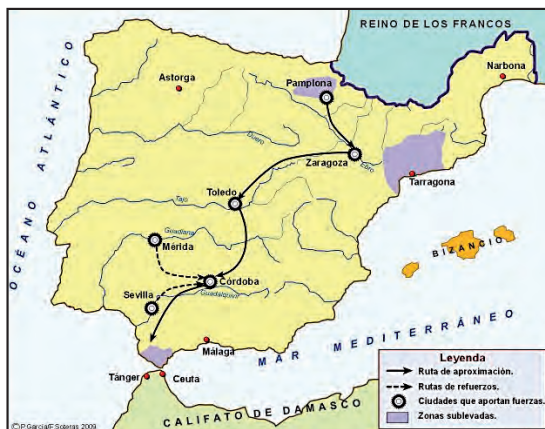 REINO DE LOS FRANCOS
OCÉANO ATLÁNTICO
Astorga
Pamplona
Narbona
Duero
Zaragoza
Ebro
Tarragona
Toledo
Tajo
Guadiana
Mérida
BIZANCIO
Córdoba
Sevilla
Guadalquivir
Málaga
MAR MEDITERRÁNEO
Tánger
Ceuta
CALIFATO DE DAMASCO
Leyenda
Ruta de aproximación.
Rutas de refuerzos.
Ciudades que aportan fuerzas.
Zonas sublevadas.
©P.García/F.Soteras 2009